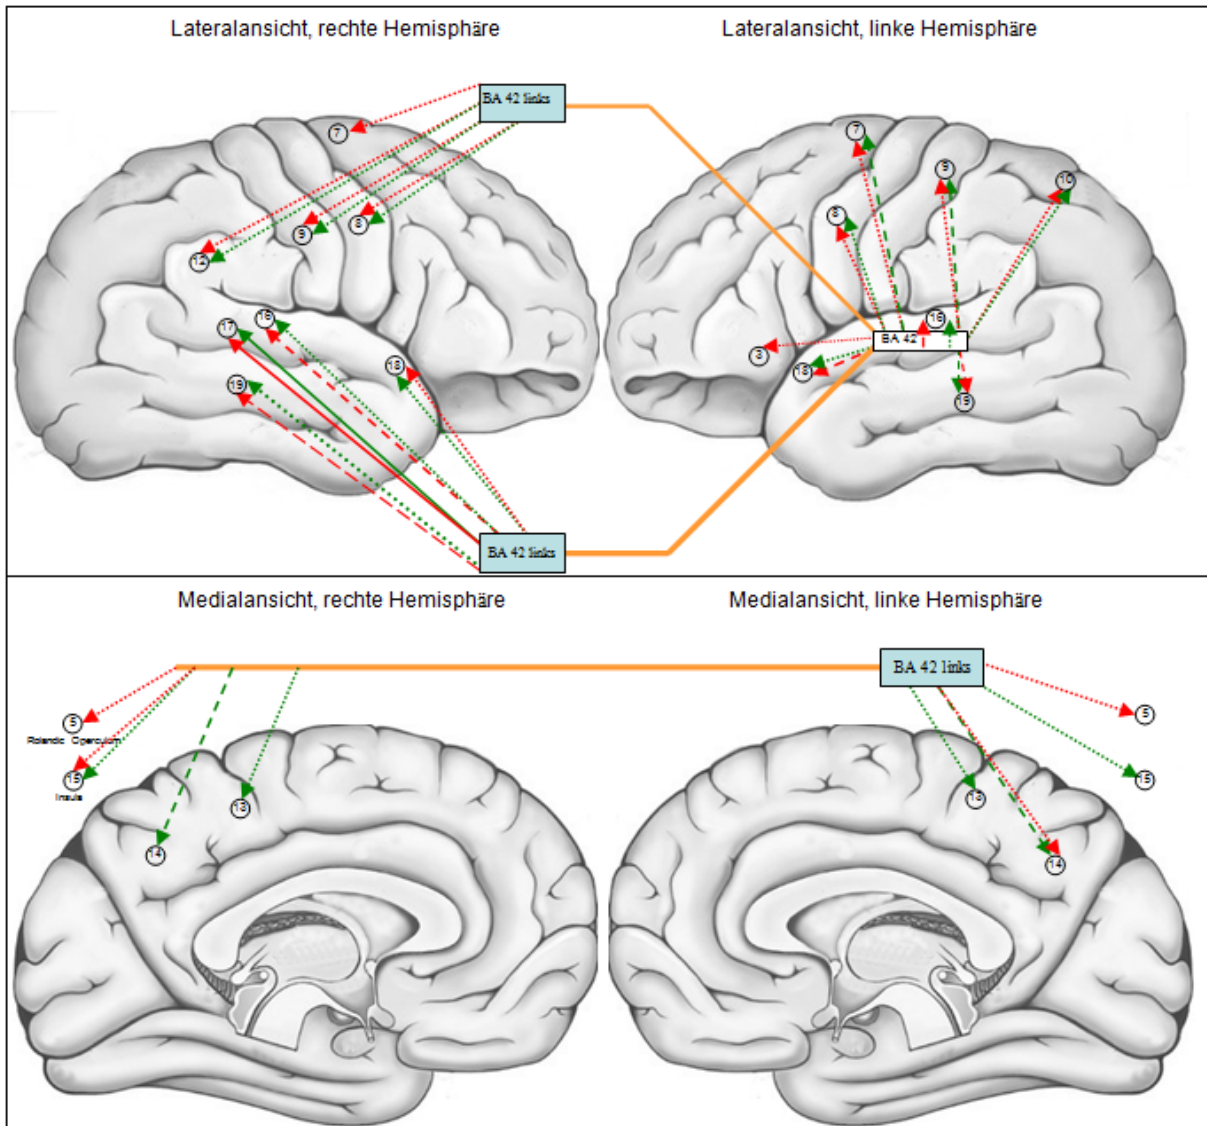 Lateralansicht, rechte Hemisphäre
Lateralansicht, linke Hemisphäre
BA 42 links
7
12
9
8
17
16
18
19
BA 42 links
7
9
10
8
16
BA 42
3
18
19
Medialansicht, rechte Hemisphäre
Medialansicht, linke Hemisphäre
BA 42 links
5
Rolandic Operculum
15
Insula
13
14
5
15
13
14